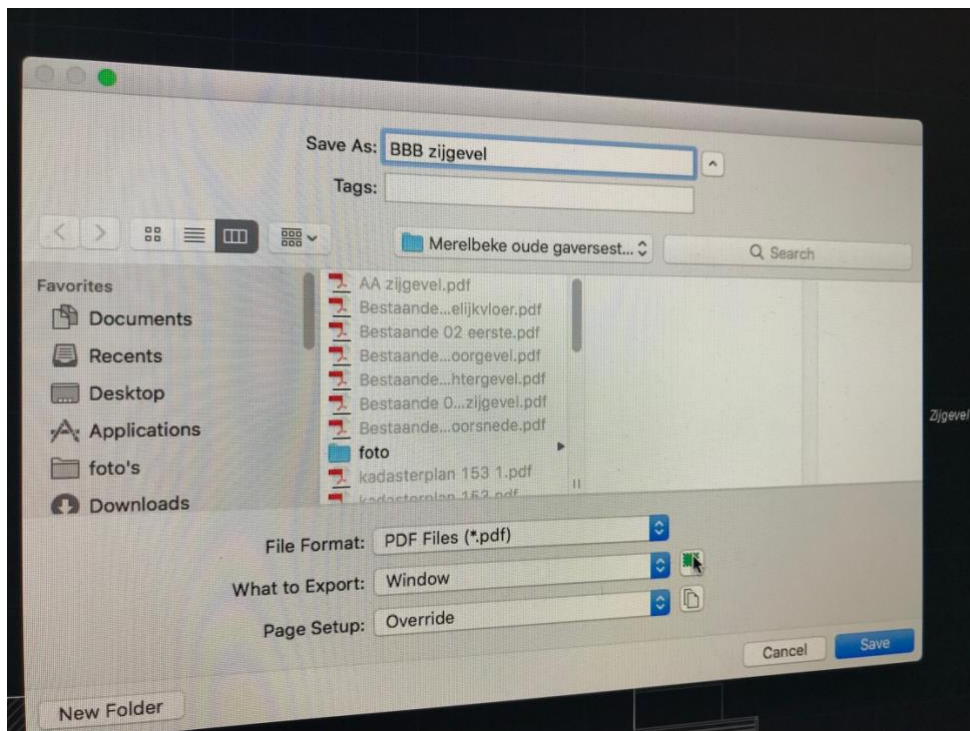 Save As: BBB zijgevel
Tags:
Merelbeke oude gaversest...
Search
Favorites
Documents
Recents
Desktop
Applications
foto's
Downloads
AA zijgevel.pdf
Bestaande...elijkvloer.pdf
Bestaande 02 eerste.pdf
Bestaande...oorgevel.pdf
Bestaande...htergevel.pdf
Bestaande 0...zijgevel.pdf
Bestaande...oorsnede.pdf
foto
kadasterplan 153 1.pdf
kadasterplan 153.pdf
Zijgevel
File Format: PDF Files (*.pdf)
What to Export: Window
Page Setup: Override
Cancel
Save
New Folder